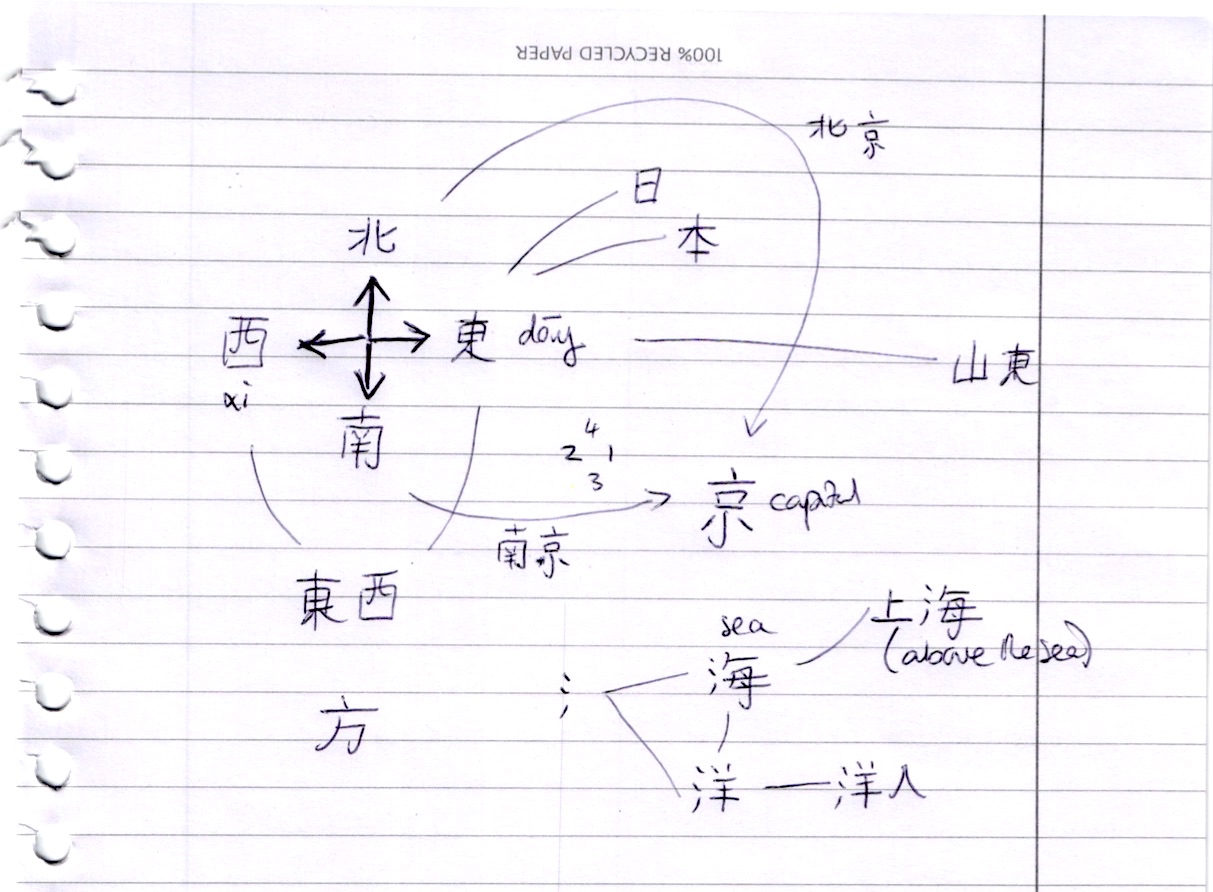 100% RECYCLED PAPER
北京
日
本
北
西 東 dōng
山東
xi
南
4
2 1
3
京 capital
南京
東西
上海
sea
(above the sea)
氵 海
方
洋 — 洋人